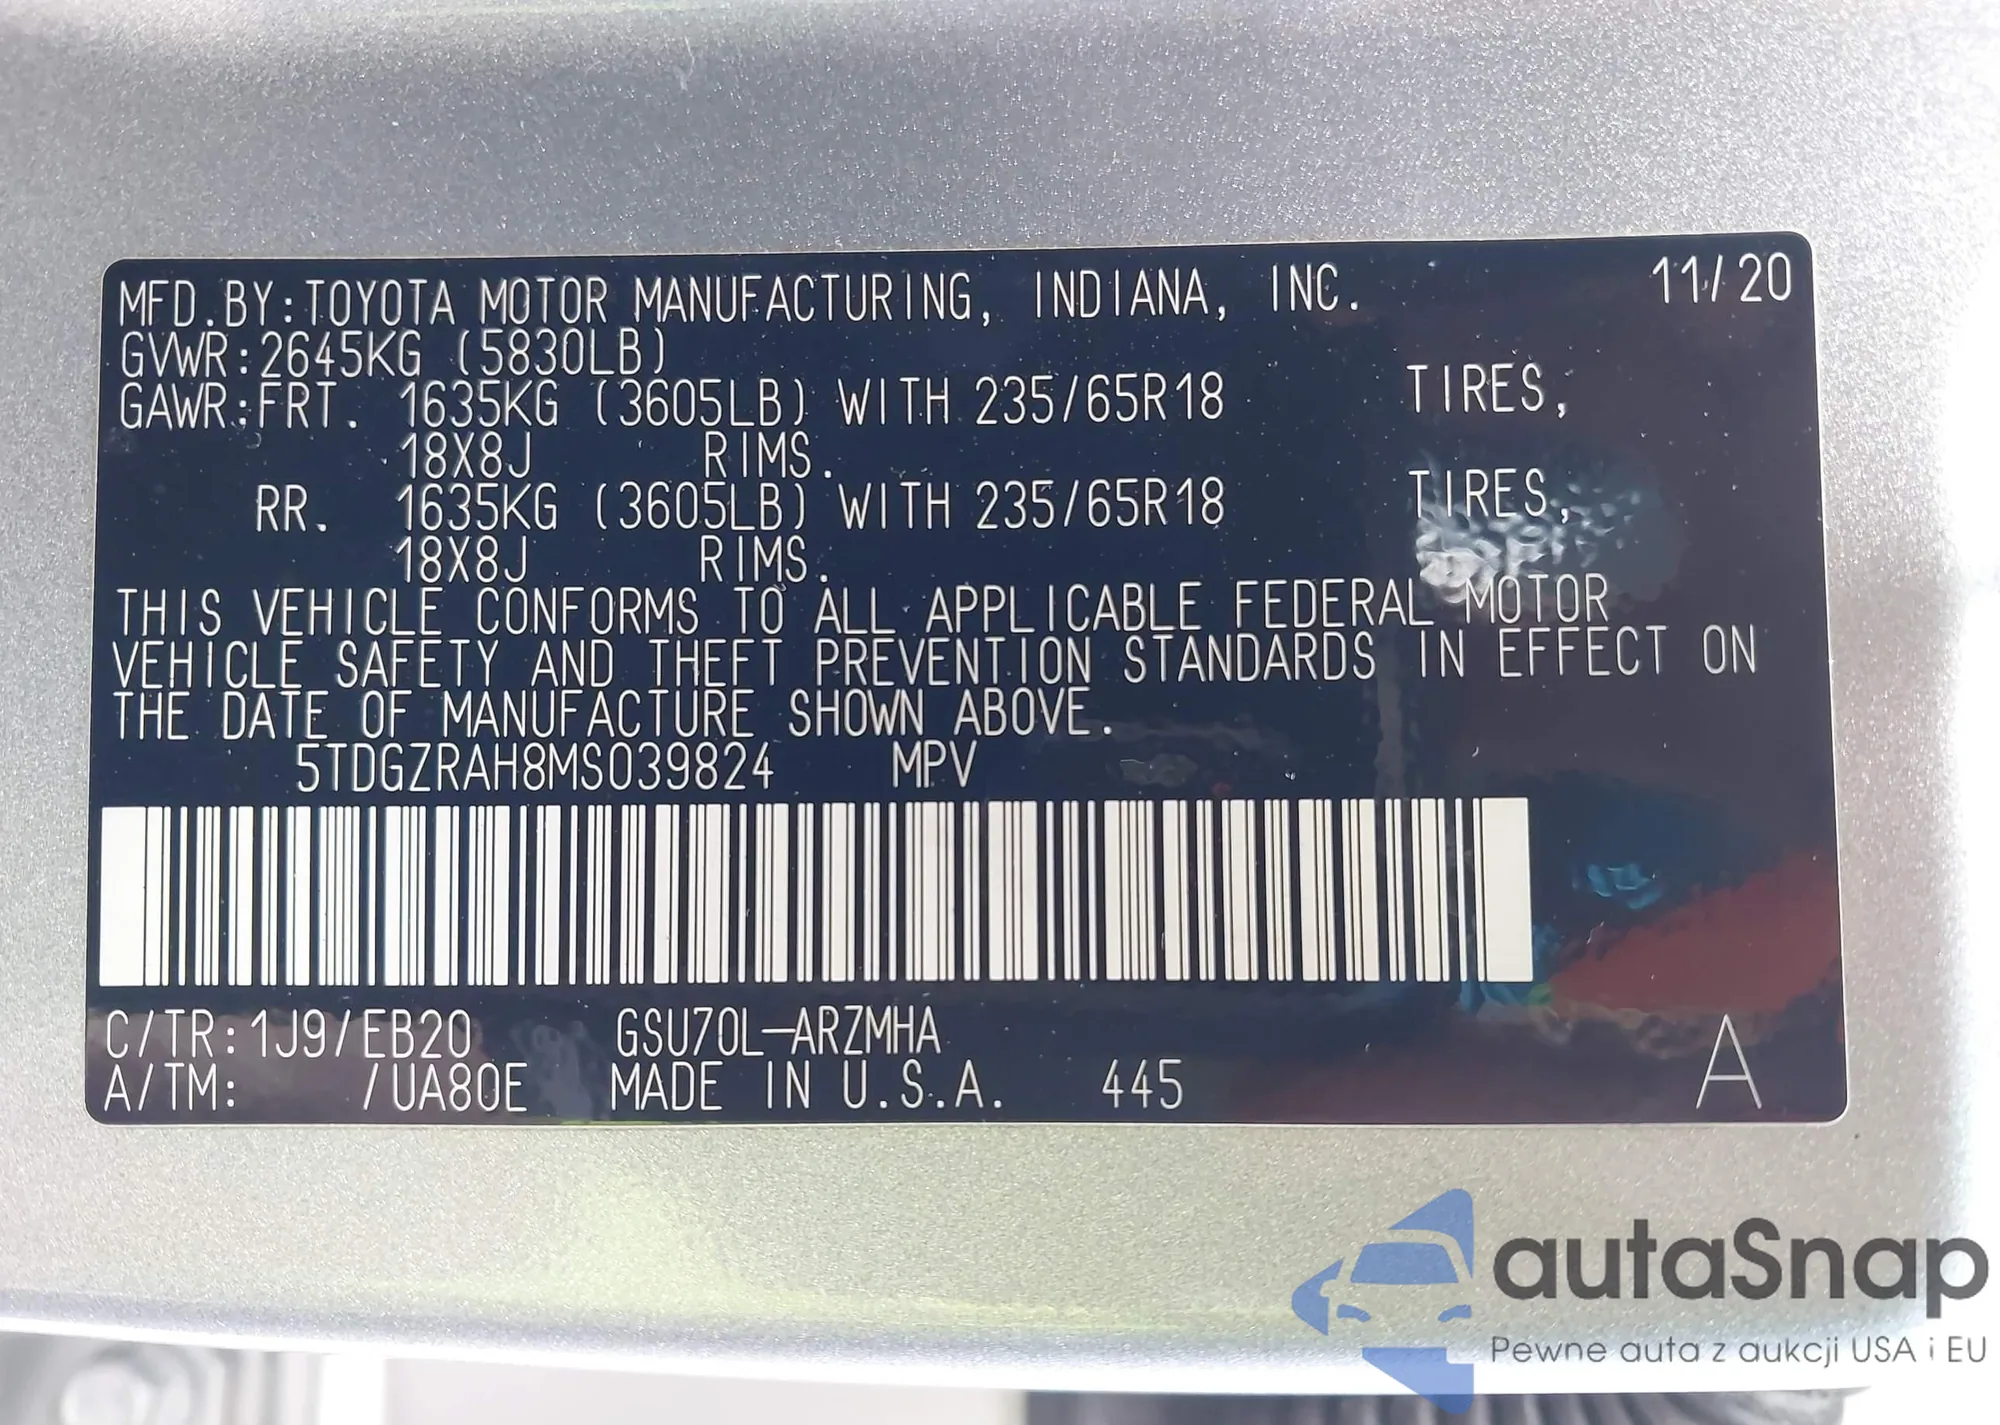 MFD.BY:TOYOTA MOTOR MANUFACTURING, INDIANA, INC. 11/20
GVWR:2645KG (5830LB)
GAWR:FRT. 1635KG (3605LB) WITH 235/65R18 TIRES,
18X8J RIMS.
RR. 1635KG (3605LB) WITH 235/65R18 TIRES,
18X8J RIMS.
THIS VEHICLE CONFORMS TO ALL APPLICABLE FEDERAL MOTOR
VEHICLE SAFETY AND THEFT PREVENTION STANDARDS IN EFFECT ON
THE DATE OF MANUFACTURE SHOWN ABOVE.
5TDGZRAH8MS039824 MPV
C/TR:1J9/EB20 GSU70L-ARZMHA
A/TM: /UA80E MADE IN U.S.A. 445 A
autaSnap
Pewne auta z aukcji USA i EU